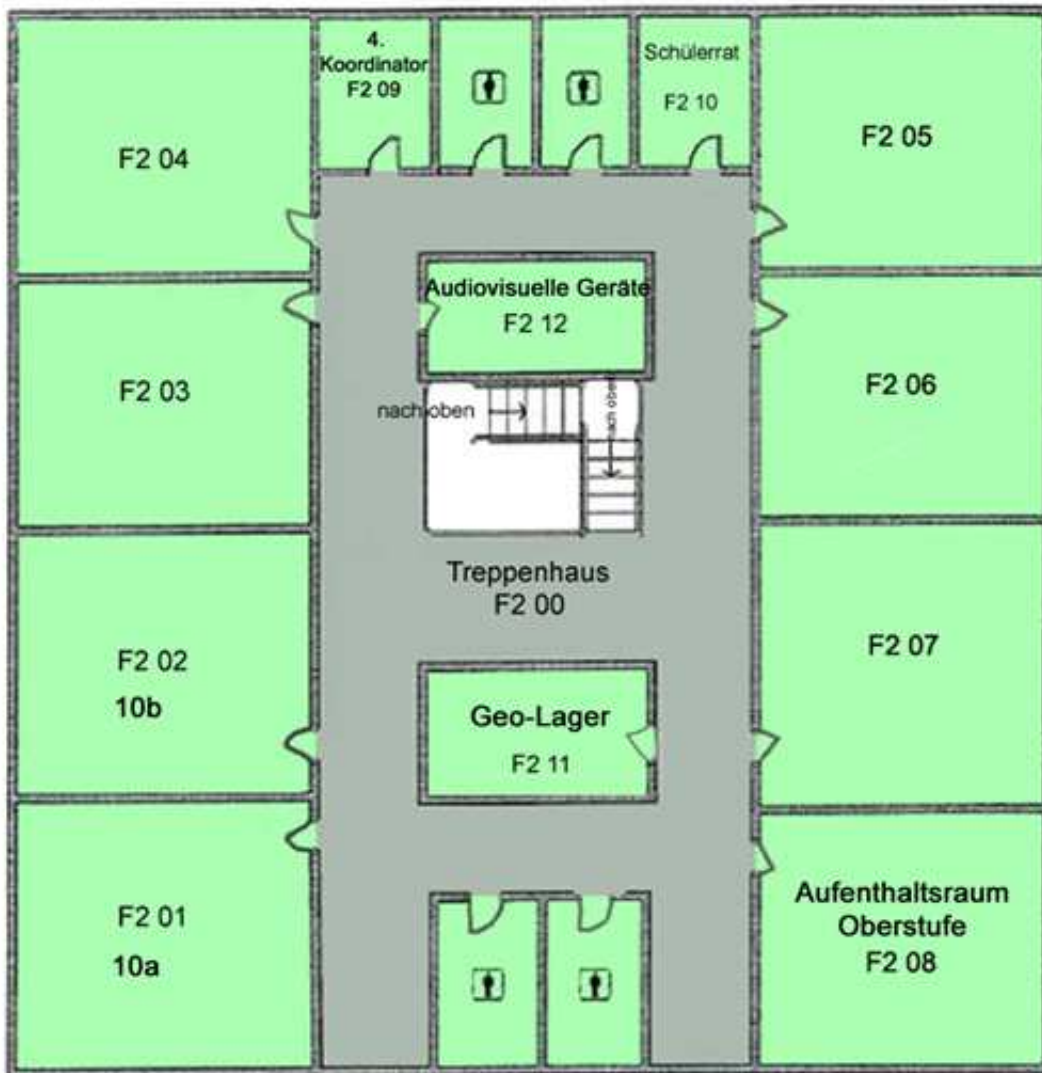 4.
Koordinator
F2 09
Schülerrat
F2 10
F2 04
F2 05
Audiovisuelle Geräte
F2 12
F2 03
F2 06
nach oben
nach oben
Treppenhaus
F2 00
F2 02
10b
F2 07
Geo-Lager
F2 11
F2 01
10a
Aufenthaltsraum
Oberstufe
F2 08